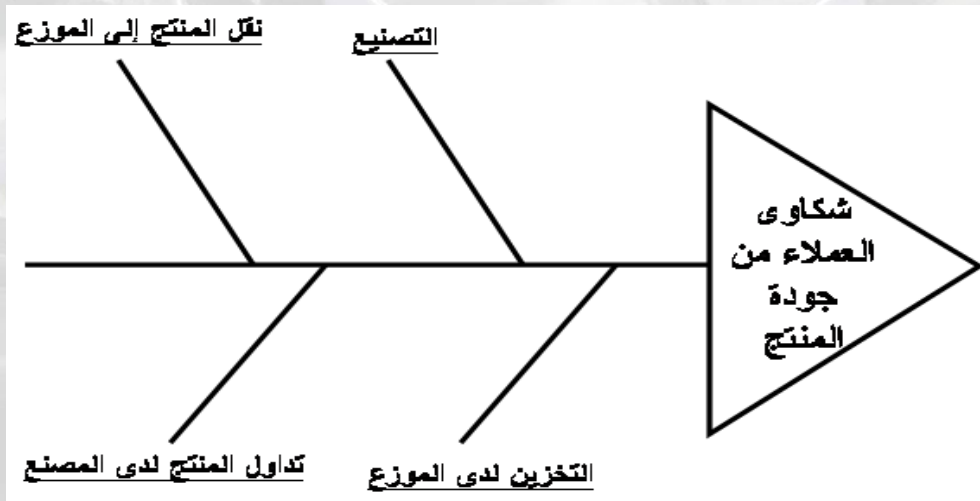 نقل المنتج إلى الموزع
التصنيع
شكاوى
العملاء من
جودة
المنتج
تداول المنتج لدى المصنع
التخزين لدى الموزع